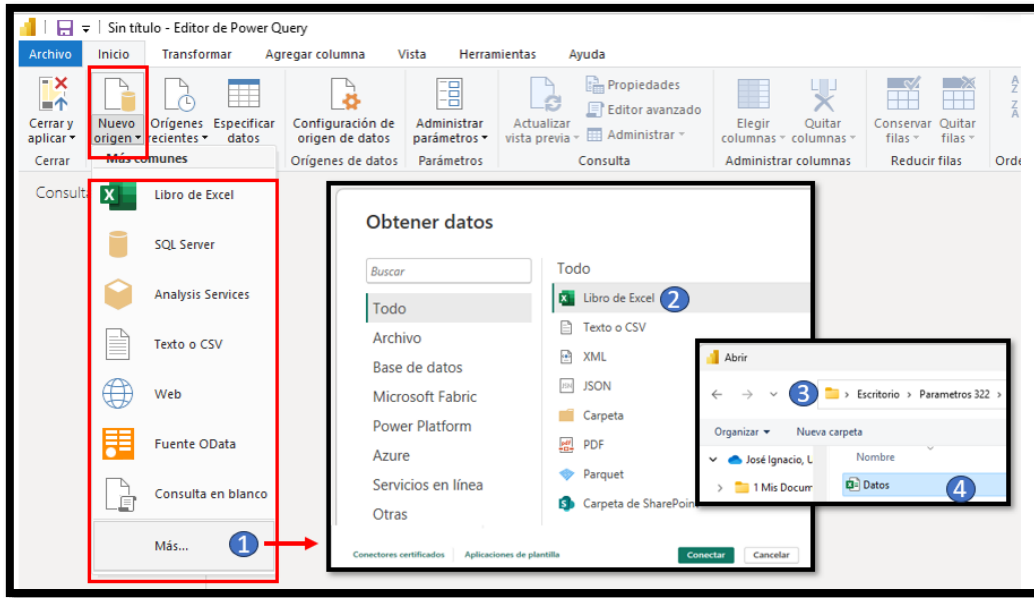 Sin título - Editor de Power Query
Archivo Inicio Transformar Agregar columna Vista Herramientas Ayuda
Cerrar y aplicar
Nuevo origen
Orígenes recientes
Especificar datos
Configuración de origen de datos
Administrar parámetros
Actualizar vista previa
Propiedades
Editor avanzado
Administrar
Elegir columnas
Quitar columnas
Conservar filas
Quitar filas
A
Z
Z
A
Cerrar
Más comunes
Orígenes de datos
Parámetros
Consulta
Administrar columnas
Reducir filas
Orde
Consulta
Libro de Excel
SQL Server
Analysis Services
Texto o CSV
Web
Fuente OData
Consulta en blanco
Más...
1
Obtener datos
Buscar
Todo
Archivo
Base de datos
Microsoft Fabric
Power Platform
Azure
Servicios en línea
Otras
Todo
Libro de Excel
2
Texto o CSV
XML
JSON
Carpeta
PDF
Parquet
Carpeta de SharePoin
Conectores certificados Aplicaciones de plantilla
Conectar Cancelar
Abrir
3
Escritorio > Parametros 322 >
Organizar Nueva carpeta
José Ignacio, U
1 Mis Docum
Nombre
Datos
4